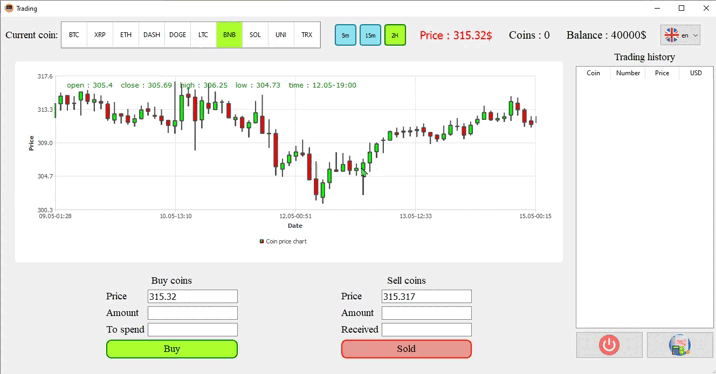 Trading
Current coin: BTC XRP ETH DASH DOGE LTC BNB SOL UNI TRX 5m 15m 2H Price : 315.32$ Coins : 0 Balance : 40000$ en
Trading history
Coin Number Price USD
open : 305.4 close : 305.69 high : 306.25 low : 304.73 time : 12.05-19:00
317.6
313.3
309.0
304.7
300.3
Price
09.05-01:28 10.05-13:10 12.05-00:51 13.05-12:33 15.05-00:15
Date
Coin price chart
Buy coins
Price 315.32
Amount
To spend
Buy
Sell coins
Price 315.317
Amount
Received
Sold